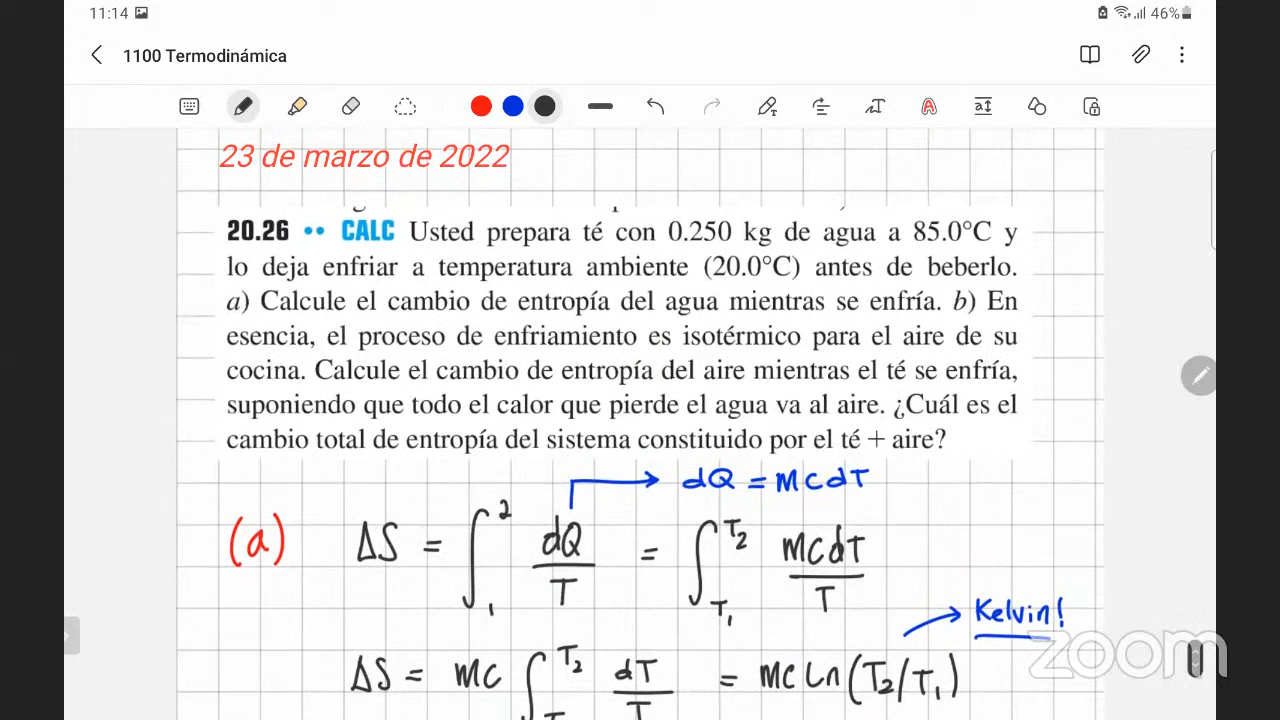 11:14 46%
1100 Termodinámica
23 de marzo de 2022
20.26 •• CALC Usted prepara té con 0.250 kg de agua a 85.0°C y
lo deja enfriar a temperatura ambiente (20.0°C) antes de beberlo.
a) Calcule el cambio de entropía del agua mientras se enfría. b) En
esencia, el proceso de enfriamiento es isotérmico para el aire de su
cocina. Calcule el cambio de entropía del aire mientras el té se enfría,
suponiendo que todo el calor que pierde el agua va al aire. ¿Cuál es el
cambio total de entropía del sistema constituido por el té + aire?
dQ = mcdT
(a) ΔS = ∫₁² dQ/T = ∫_T₁^T₂ mcdT/T
Kelvin!
zoom
ΔS = mc ∫^T₂ dT/T = mc Ln(T₂/T₁)